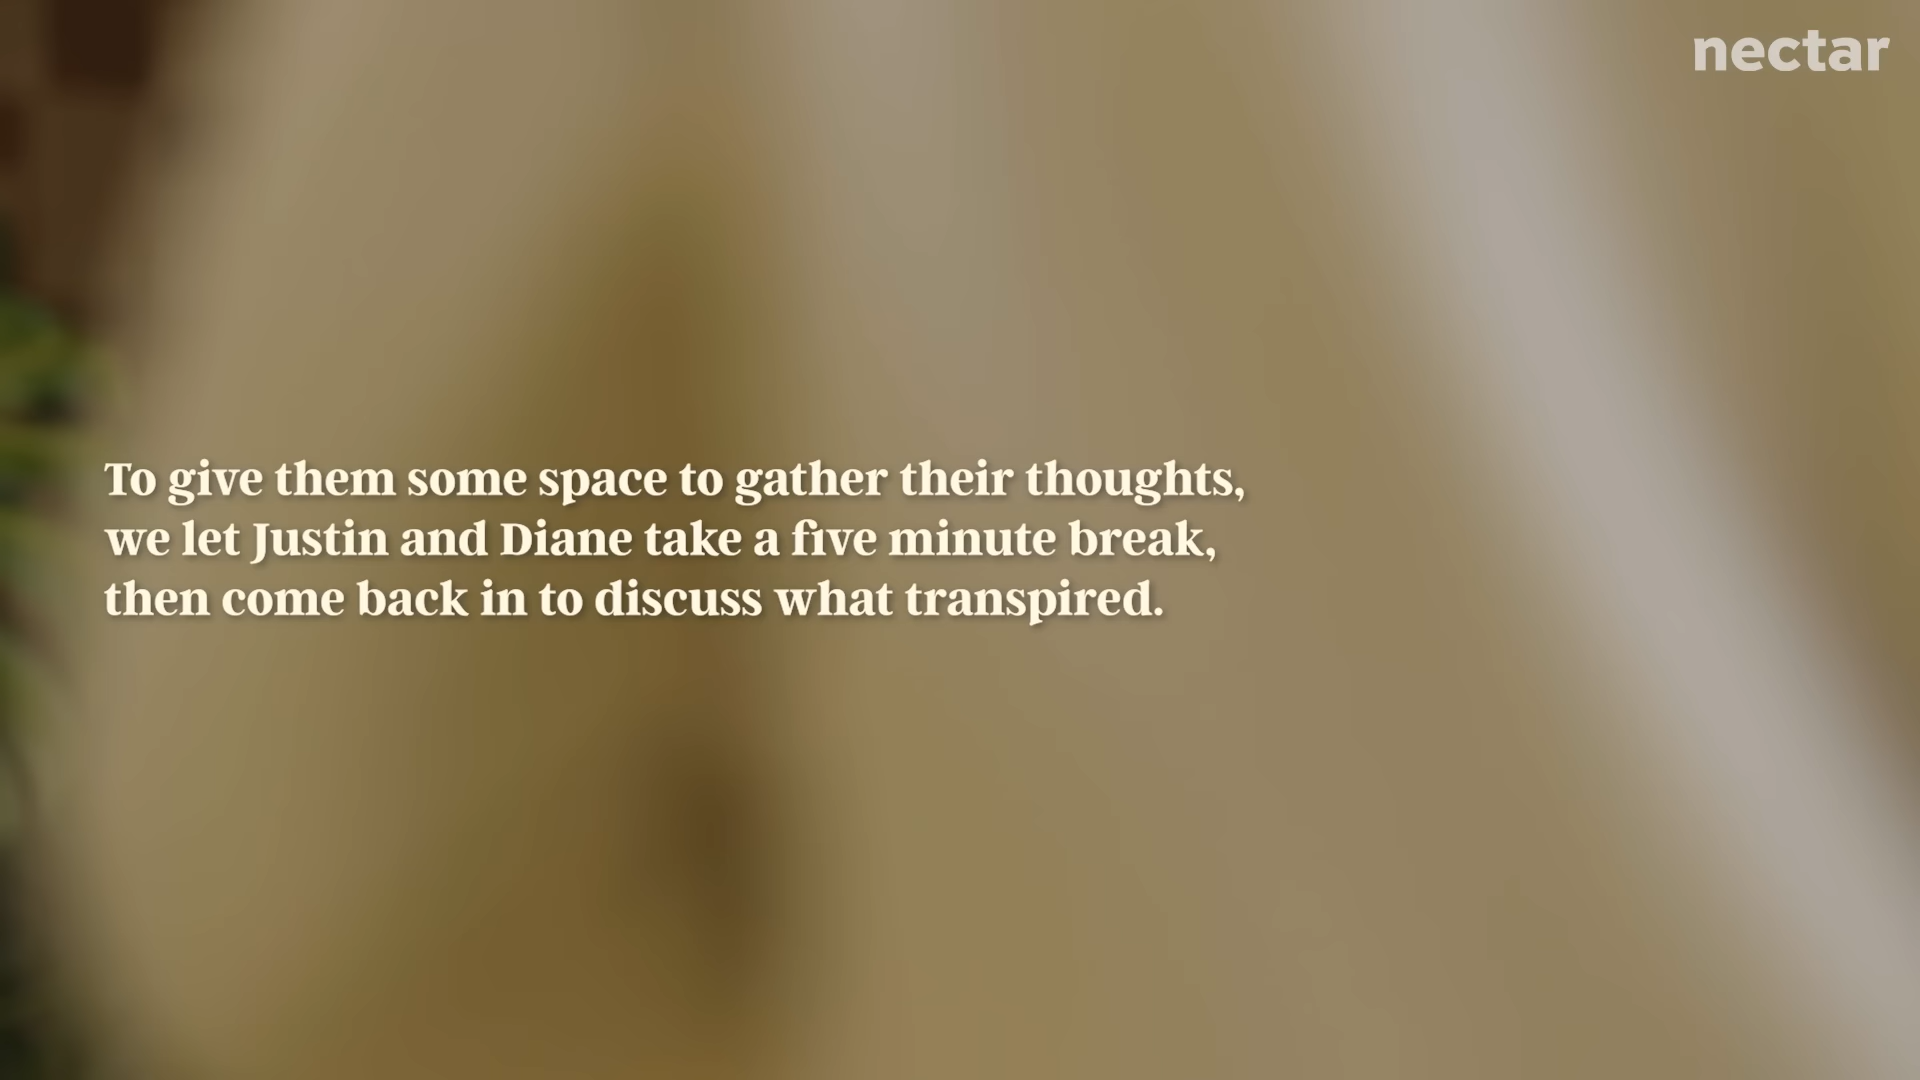 nectar
To give them some space to gather their thoughts,
we let Justin and Diane take a five minute break,
then come back in to discuss what transpired.